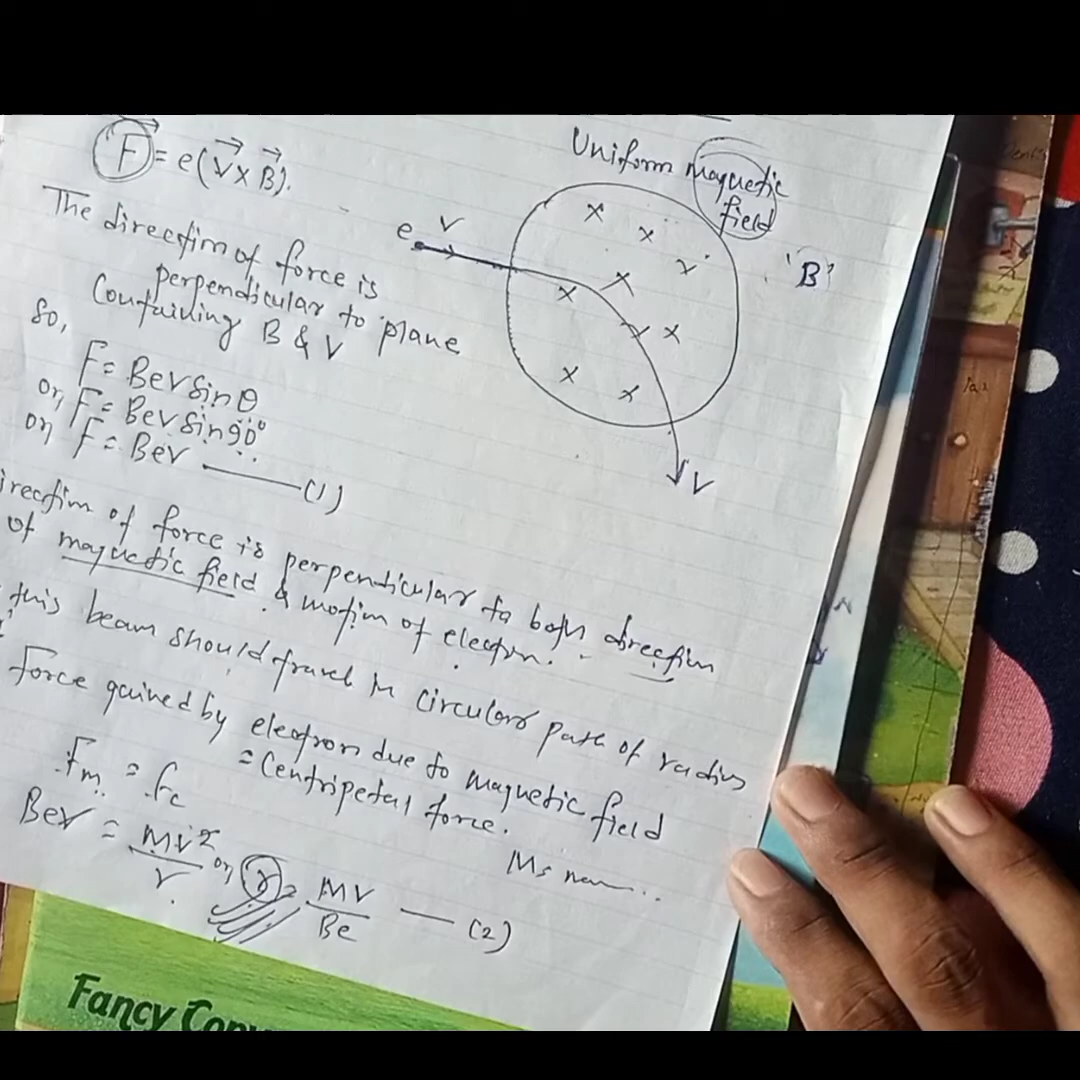 F⃗ = e(V⃗ × B⃗).
The direction of force is
perpendicular to plane
Containing B & V
So,
F = Bev sin θ
or, F = Bev sin 90°
or F = Bev ——— (1)
Uniform magnetic
field
'B'
e V
x x
x
x x
x x
V
irection of force is perpendicular to both direction
of magnetic field & motion of electron.
this beam should travel in circular path of radius
Force gained by electron due to magnetic field
= Centripetal force.
Fm = Fc
Bev = mv²/r or, r = mv/Be — (2)
Fancy